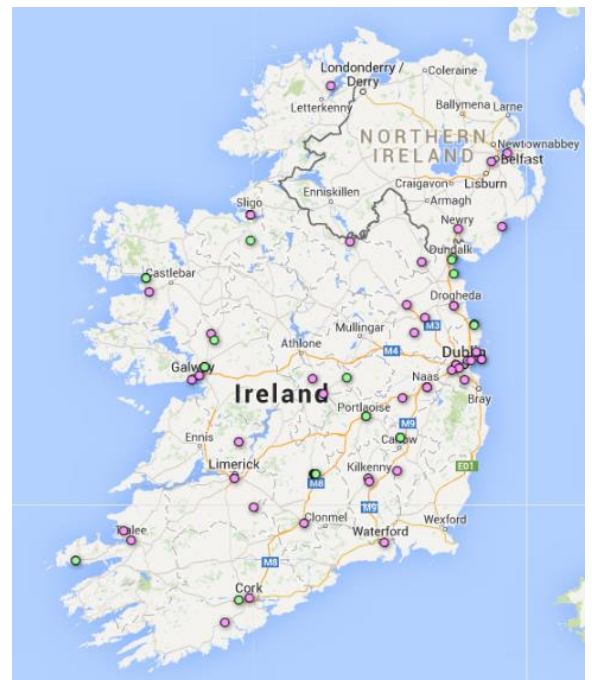 Londonderry /
Derry
Coleraine
Letterkenny
Ballymena
Larne
NORTHERN
IRELAND
Newtownabbey
Belfast
Enniskillen
Craigavon
Lisburn
Armagh
Sligo
Newry
Dundalk
Castlebar
Drogheda
Mullingar
M3
Athlone
M4
Galway
Naas
Ireland
Bray
Portlaoise
M9
Ennis
Limerick
Kilkenny
E01
M8
M9
Clonmel
Wexford
Waterford
M8
Cork